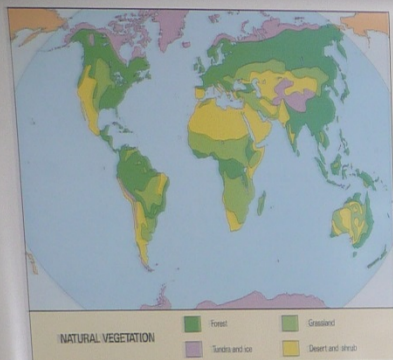 NATURAL VEGETATION
Forest
Grassland
Tundra and ice
Desert and shrub